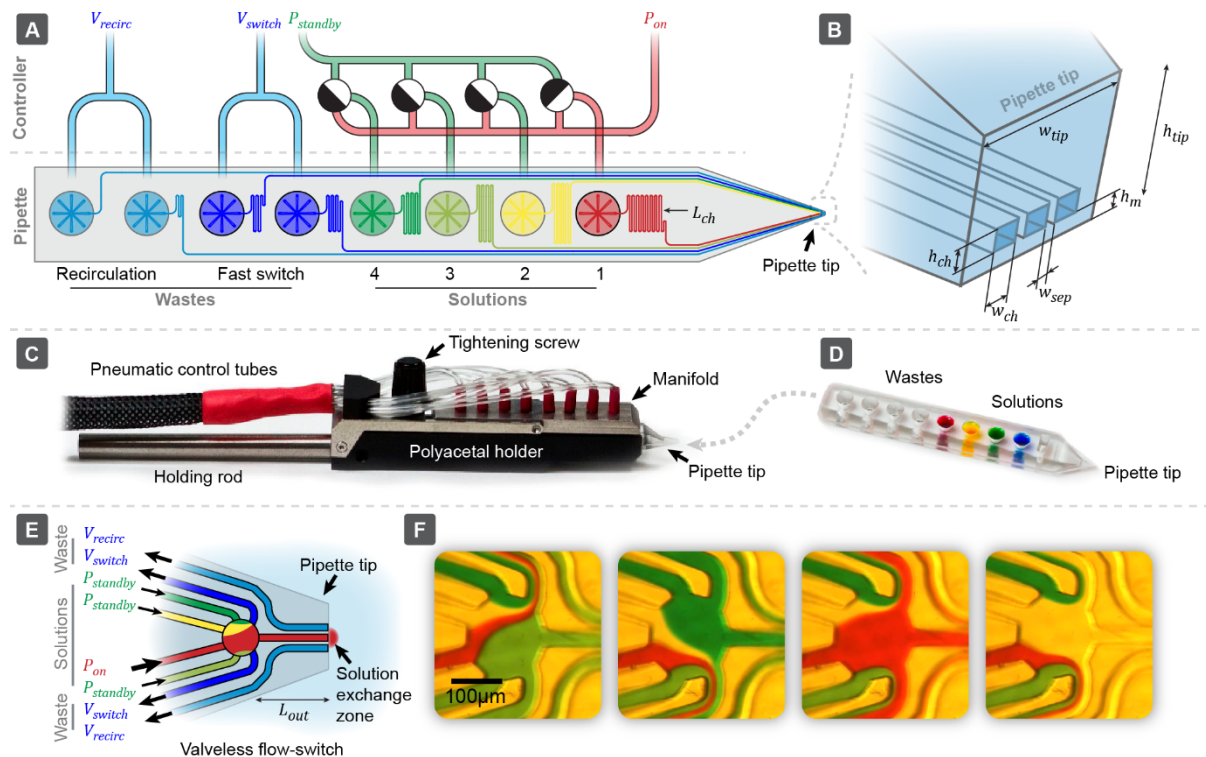 A
V_recirc
V_switch
P_standby
P_on
B
Controller
Pipette
L_ch
Pipette tip
Recirculation
Fast switch
4
3
2
1
Wastes
Solutions
Pipette tip
w_tip
h_tip
h_m
h_ch
w_sep
w_ch
C
Tightening screw
Pneumatic control tubes
Manifold
Polyacetal holder
Holding rod
Pipette tip
D
Wastes
Solutions
Pipette tip
E
Waste
Solutions
Waste
V_recirc
V_switch
P_standby
P_standby
P_on
P_standby
V_switch
V_recirc
Pipette tip
Solution
exchange
zone
L_out
Valveless flow-switch
F
100µm